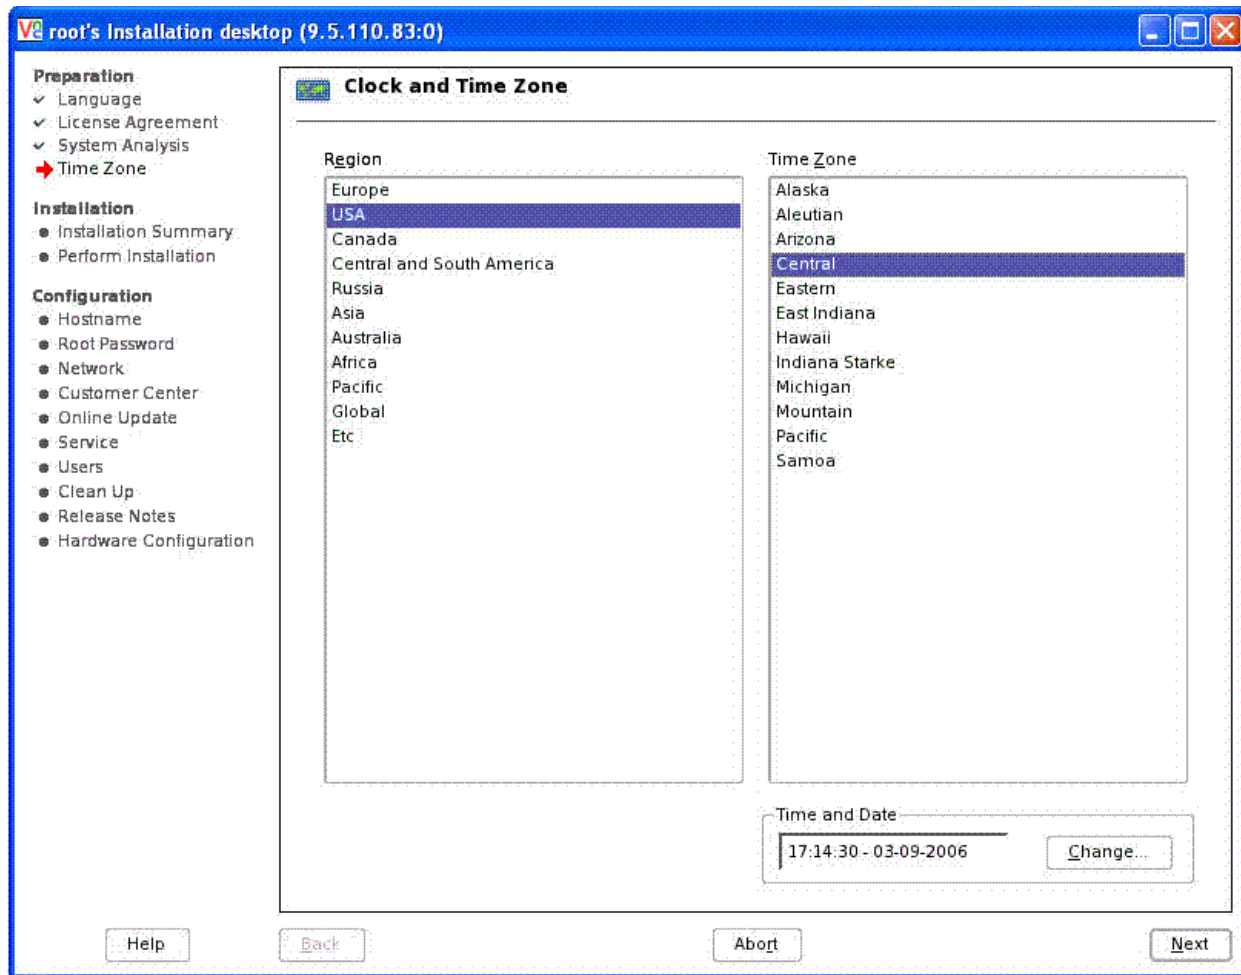 root's Installation desktop (9.5.110.83:0)
Preparation
Language
License Agreement
System Analysis
Time Zone
Installation
Installation Summary
Perform Installation
Configuration
Hostname
Root Password
Network
Customer Center
Online Update
Service
Users
Clean Up
Release Notes
Hardware Configuration
Clock and Time Zone
Region
Europe
USA
Canada
Central and South America
Russia
Asia
Australia
Africa
Pacific
Global
Etc
Time Zone
Alaska
Aleutian
Arizona
Central
Eastern
East Indiana
Hawaii
Indiana Starke
Michigan
Mountain
Pacific
Samoa
Time and Date
17:14:30 - 03-09-2006
Change...
Help
Back
Abort
Next